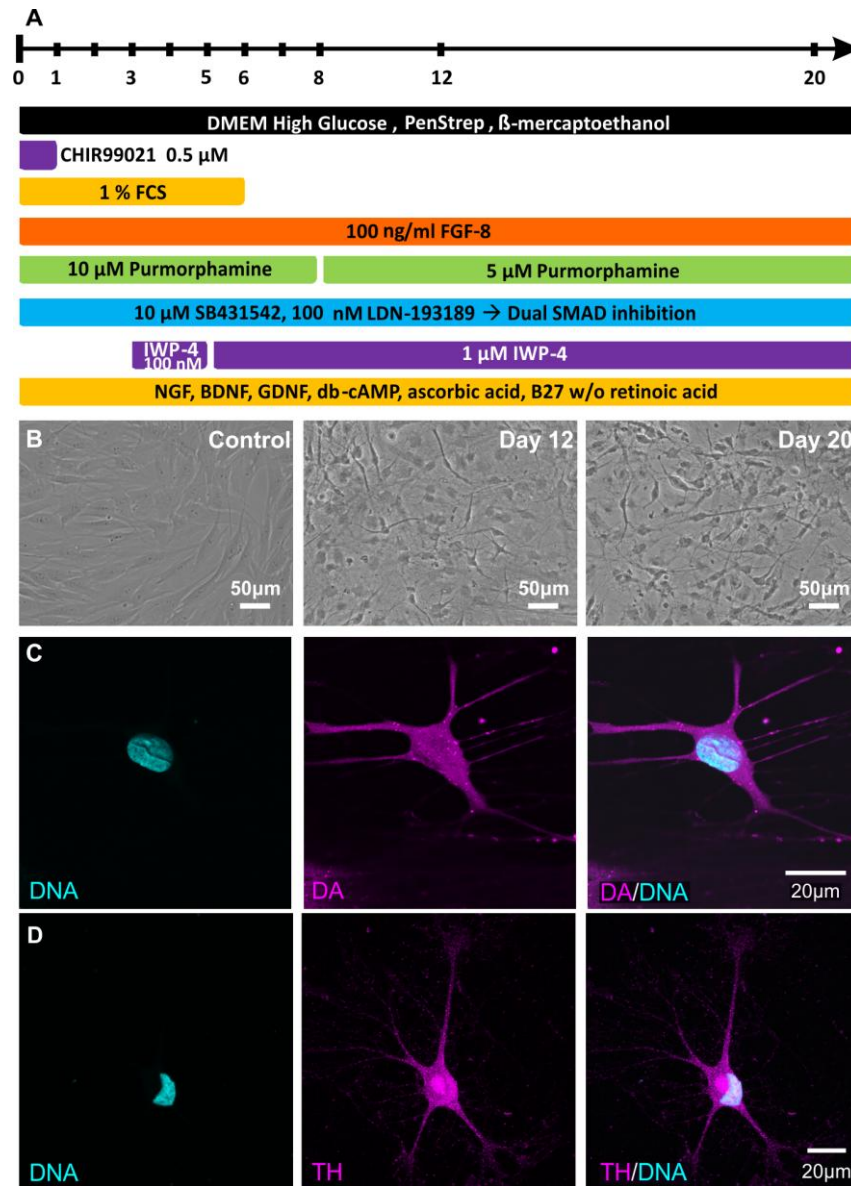 A
0 1 3 5 6 8 12 20
DMEM High Glucose , PenStrep , ß-mercaptoethanol
CHIR99021 0.5 µM
1 % FCS
100 ng/ml FGF-8
10 µM Purmorphamine 5 µM Purmorphamine
10 µM SB431542, 100 nM LDN-193189 → Dual SMAD inhibition
IWP-4
100 nM
1 µM IWP-4
NGF, BDNF, GDNF, db-cAMP, ascorbic acid, B27 w/o retinoic acid
B Control Day 12 Day 20
50µm 50µm 50µm
C
DNA DA DA/DNA
20µm
D
DNA TH TH/DNA
20µm